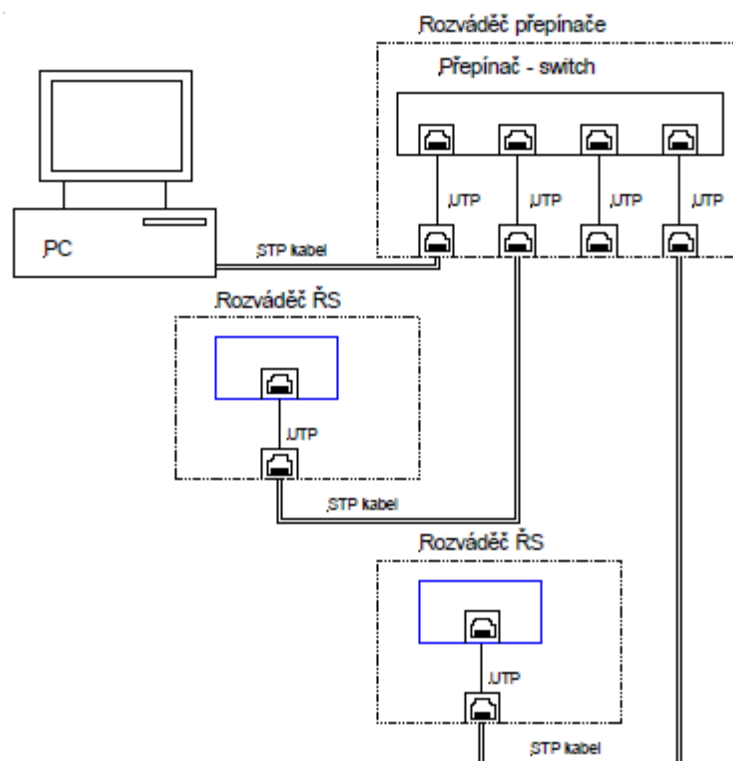 Rozváděč přepínače
Přepínač - switch
UTP UTP UTP UTP
PC
STP kabel
Rozváděč ŘS
UTP
STP kabel
Rozváděč ŘS
UTP
STP kabel